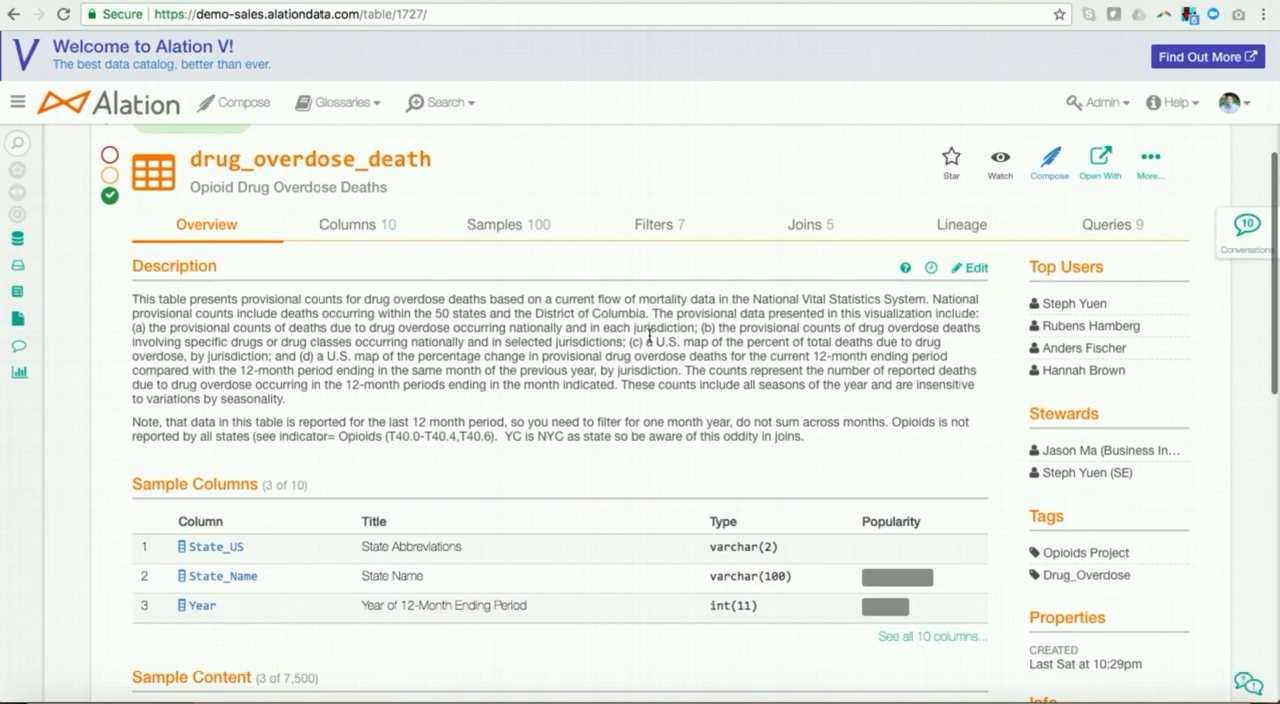 Secure https://demo-sales.alationdata.com/table/1727/
V Welcome to Alation V! Find Out More
The best data catalog, better than ever.
Alation Compose Glossaries Search Admin Help
drug_overdose_death
Opioid Drug Overdose Deaths
Star Watch Compose Open With More...
Overview Columns 10 Samples 100 Filters 7 Joins 5 Lineage Queries 9
10
Conversations
Description Edit
This table presents provisional counts for drug overdose deaths based on a current flow of mortality data in the National Vital Statistics System. National
provisional counts include deaths occurring within the 50 states and the District of Columbia. The provisional data presented in this visualization include:
(a) the provisional counts of deaths due to drug overdose occurring nationally and in each jurisdiction; (b) the provisional counts of drug overdose deaths
involving specific drugs or drug classes occurring nationally and in selected jurisdictions; (c) a U.S. map of the percent of total deaths due to drug
overdose, by jurisdiction; and (d) a U.S. map of the percentage change in provisional drug overdose deaths for the current 12-month ending period
compared with the 12-month period ending in the same month of the previous year, by jurisdiction. The counts represent the number of reported deaths
due to drug overdose occurring in the 12-month periods ending in the month indicated. These counts include all seasons of the year and are insensitive
to variations by seasonality.
Note, that data in this table is reported for the last 12 month period, so you need to filter for one month year, do not sum across months. Opioids is not
reported by all states (see indicator= Opioids (T40.0-T40.4,T40.6). YC is NYC as state so be aware of this oddity in joins.
Sample Columns (3 of 10)
Column Title Type Popularity
1 State_US State Abbreviations varchar(2)
2 State_Name State Name varchar(100)
3 Year Year of 12-Month Ending Period int(11)
See all 10 columns...
Sample Content (3 of 7,500)
Top Users
Steph Yuen
Rubens Hamberg
Anders Fischer
Hannah Brown
Stewards
Jason Ma (Business In...
Steph Yuen (SE)
Tags
Opioids Project
Drug_Overdose
Properties
CREATED
Last Sat at 10:29pm
Info